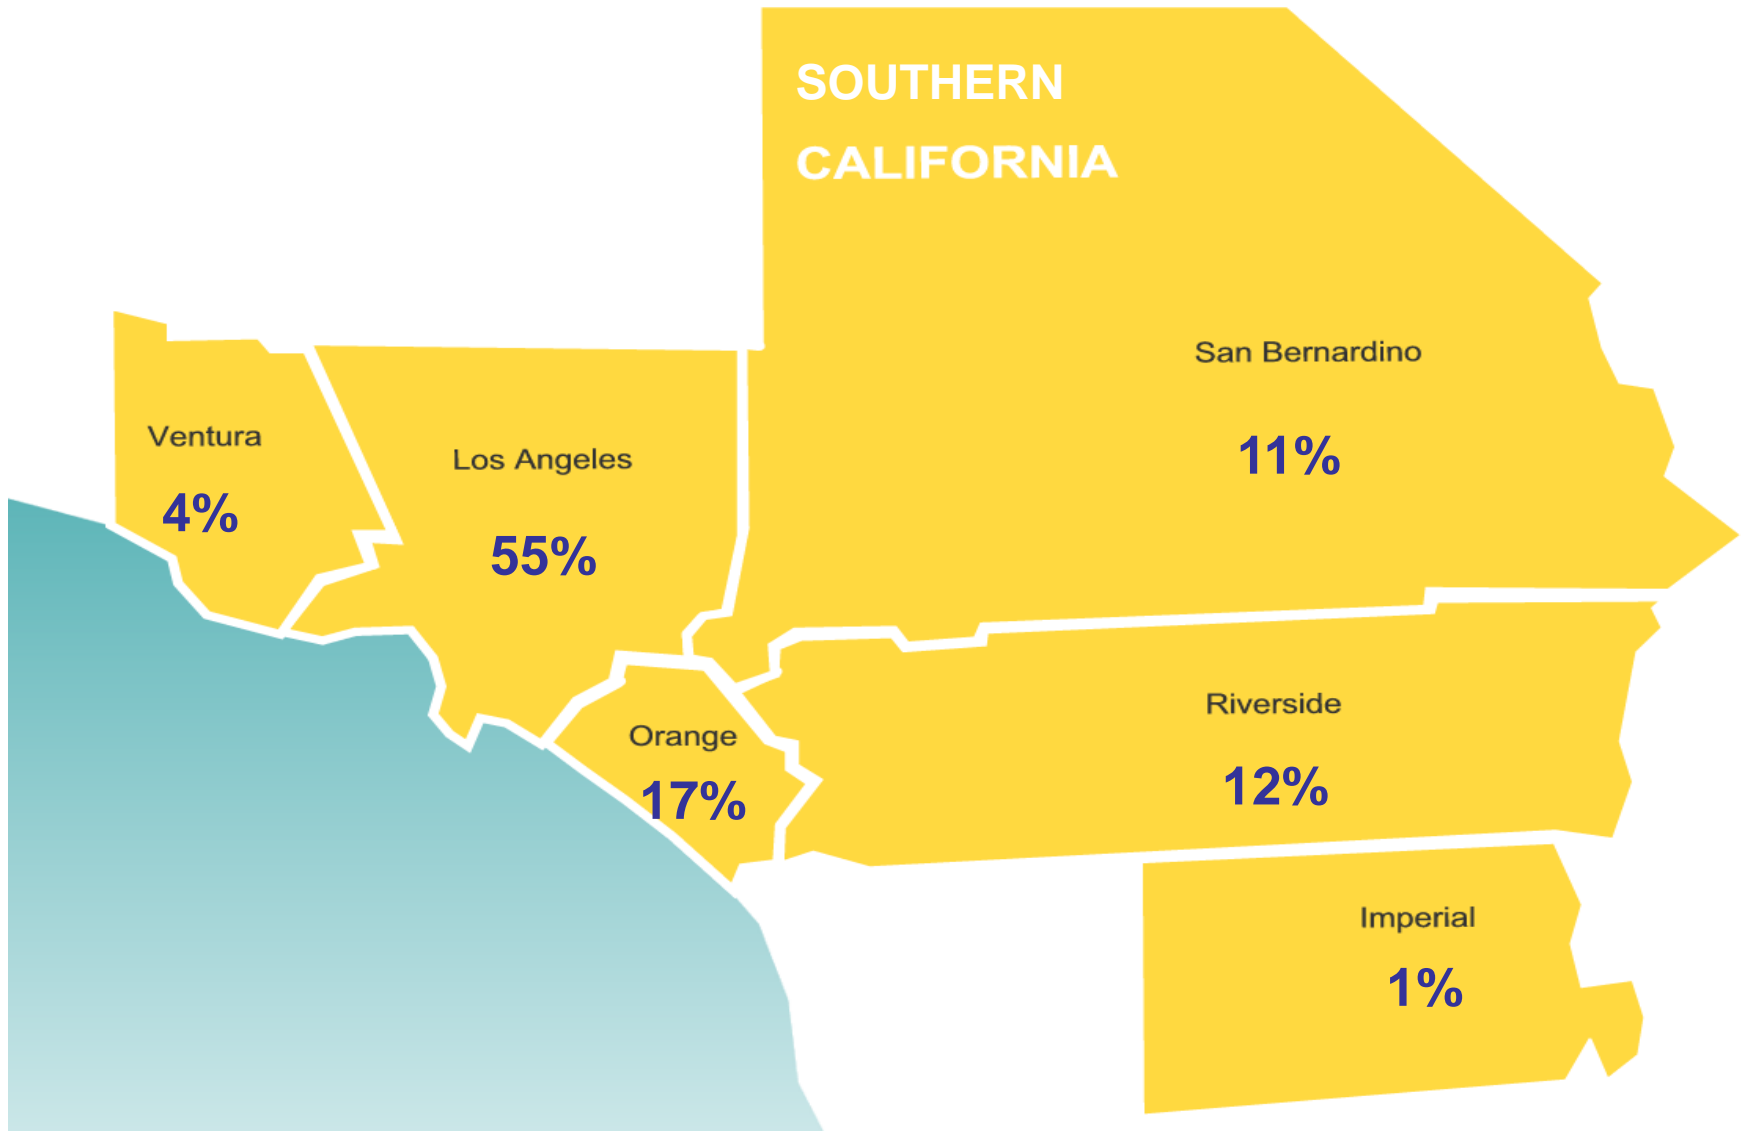 SOUTHERN
CALIFORNIA
San Bernardino
11%
Ventura
4%
Los Angeles
55%
Orange
17%
Riverside
12%
Imperial
1%